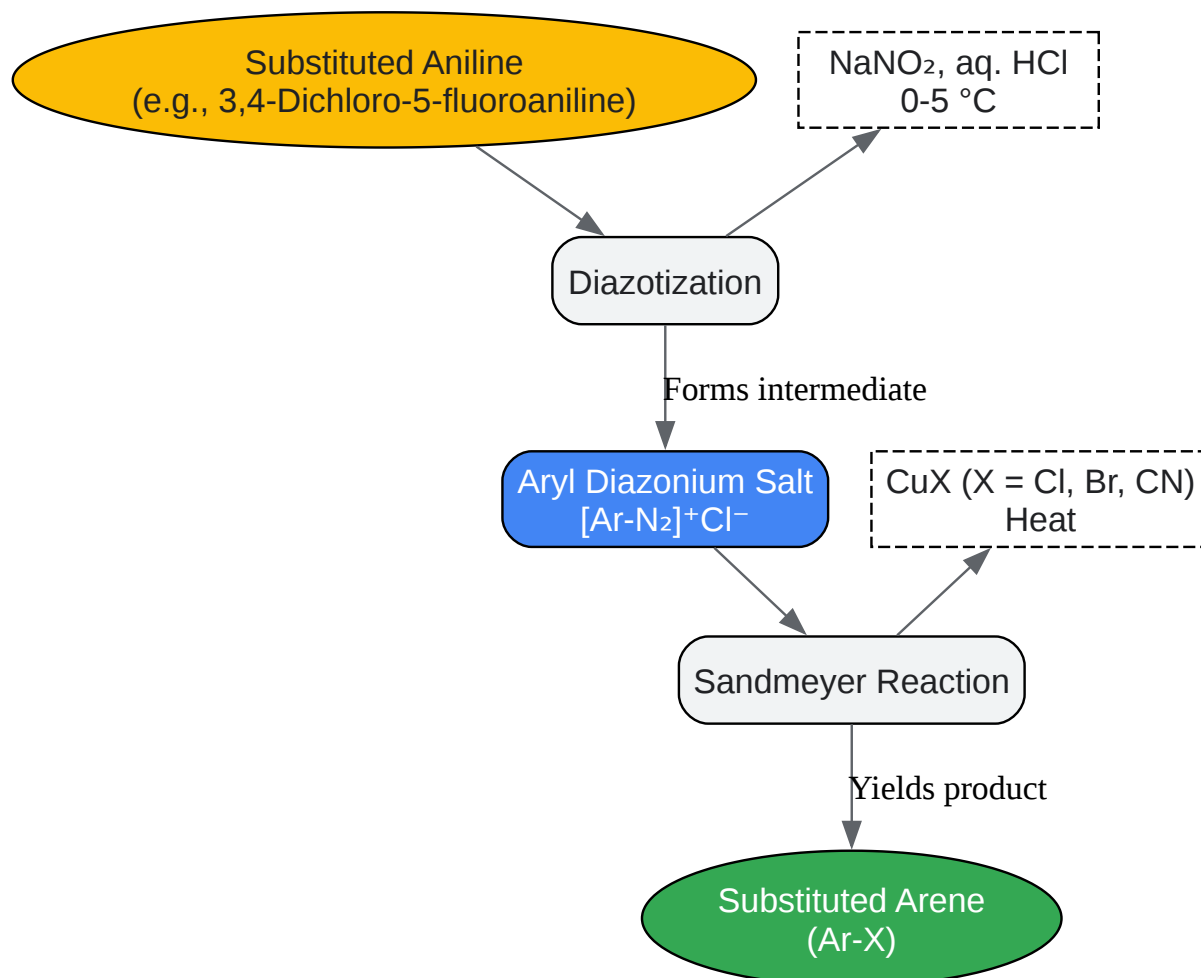 Substituted Aniline
(e.g., 3,4-Dichloro-5-fluoroaniline)
NaNO₂, aq. HCl
0-5 °C
Diazotization
Forms intermediate
Aryl Diazonium Salt
[Ar-N₂]⁺Cl⁻
CuX (X = Cl, Br, CN)
Heat
Sandmeyer Reaction
Yields product
Substituted Arene
(Ar-X)